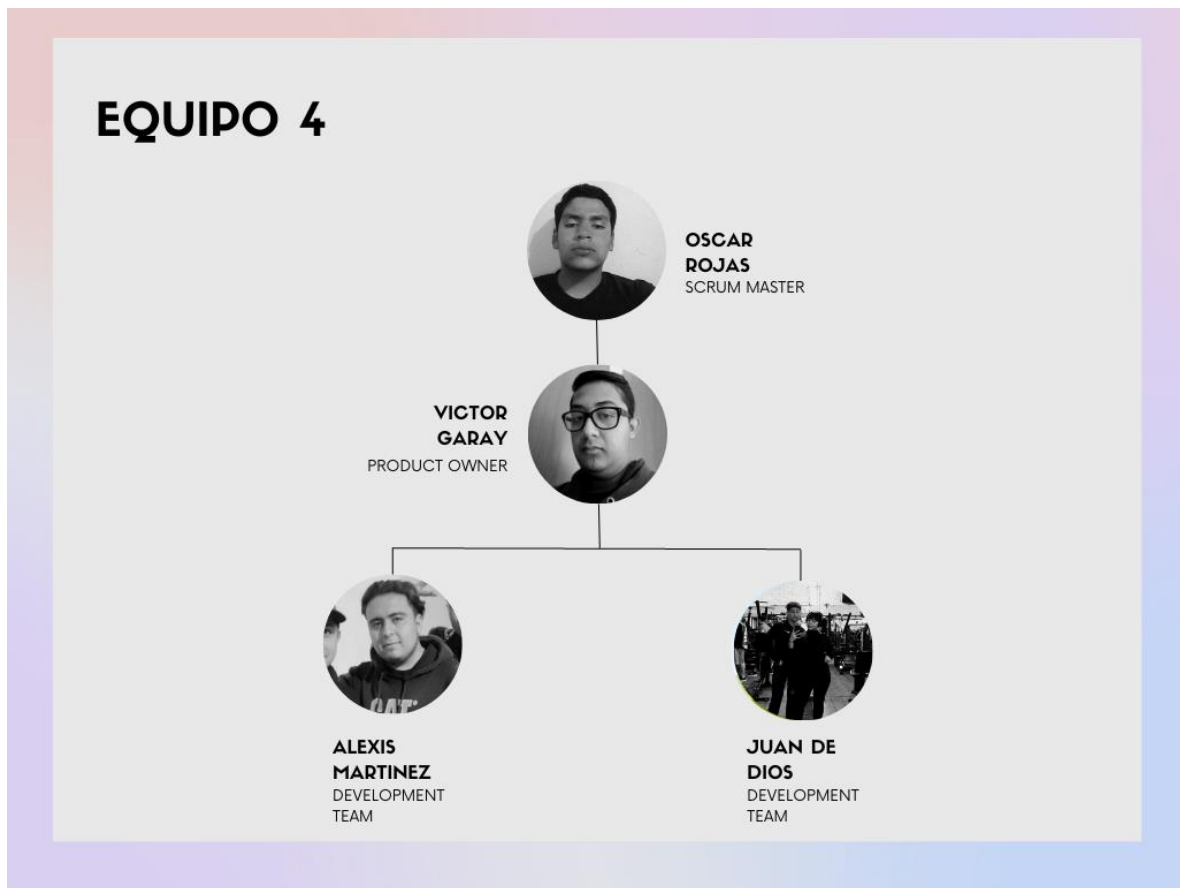 EQUIPO 4
OSCAR
ROJAS
SCRUM MASTER
VICTOR
GARAY
PRODUCT OWNER
ALEXIS
MARTINEZ
DEVELOPMENT
TEAM
JUAN DE
DIOS
DEVELOPMENT
TEAM